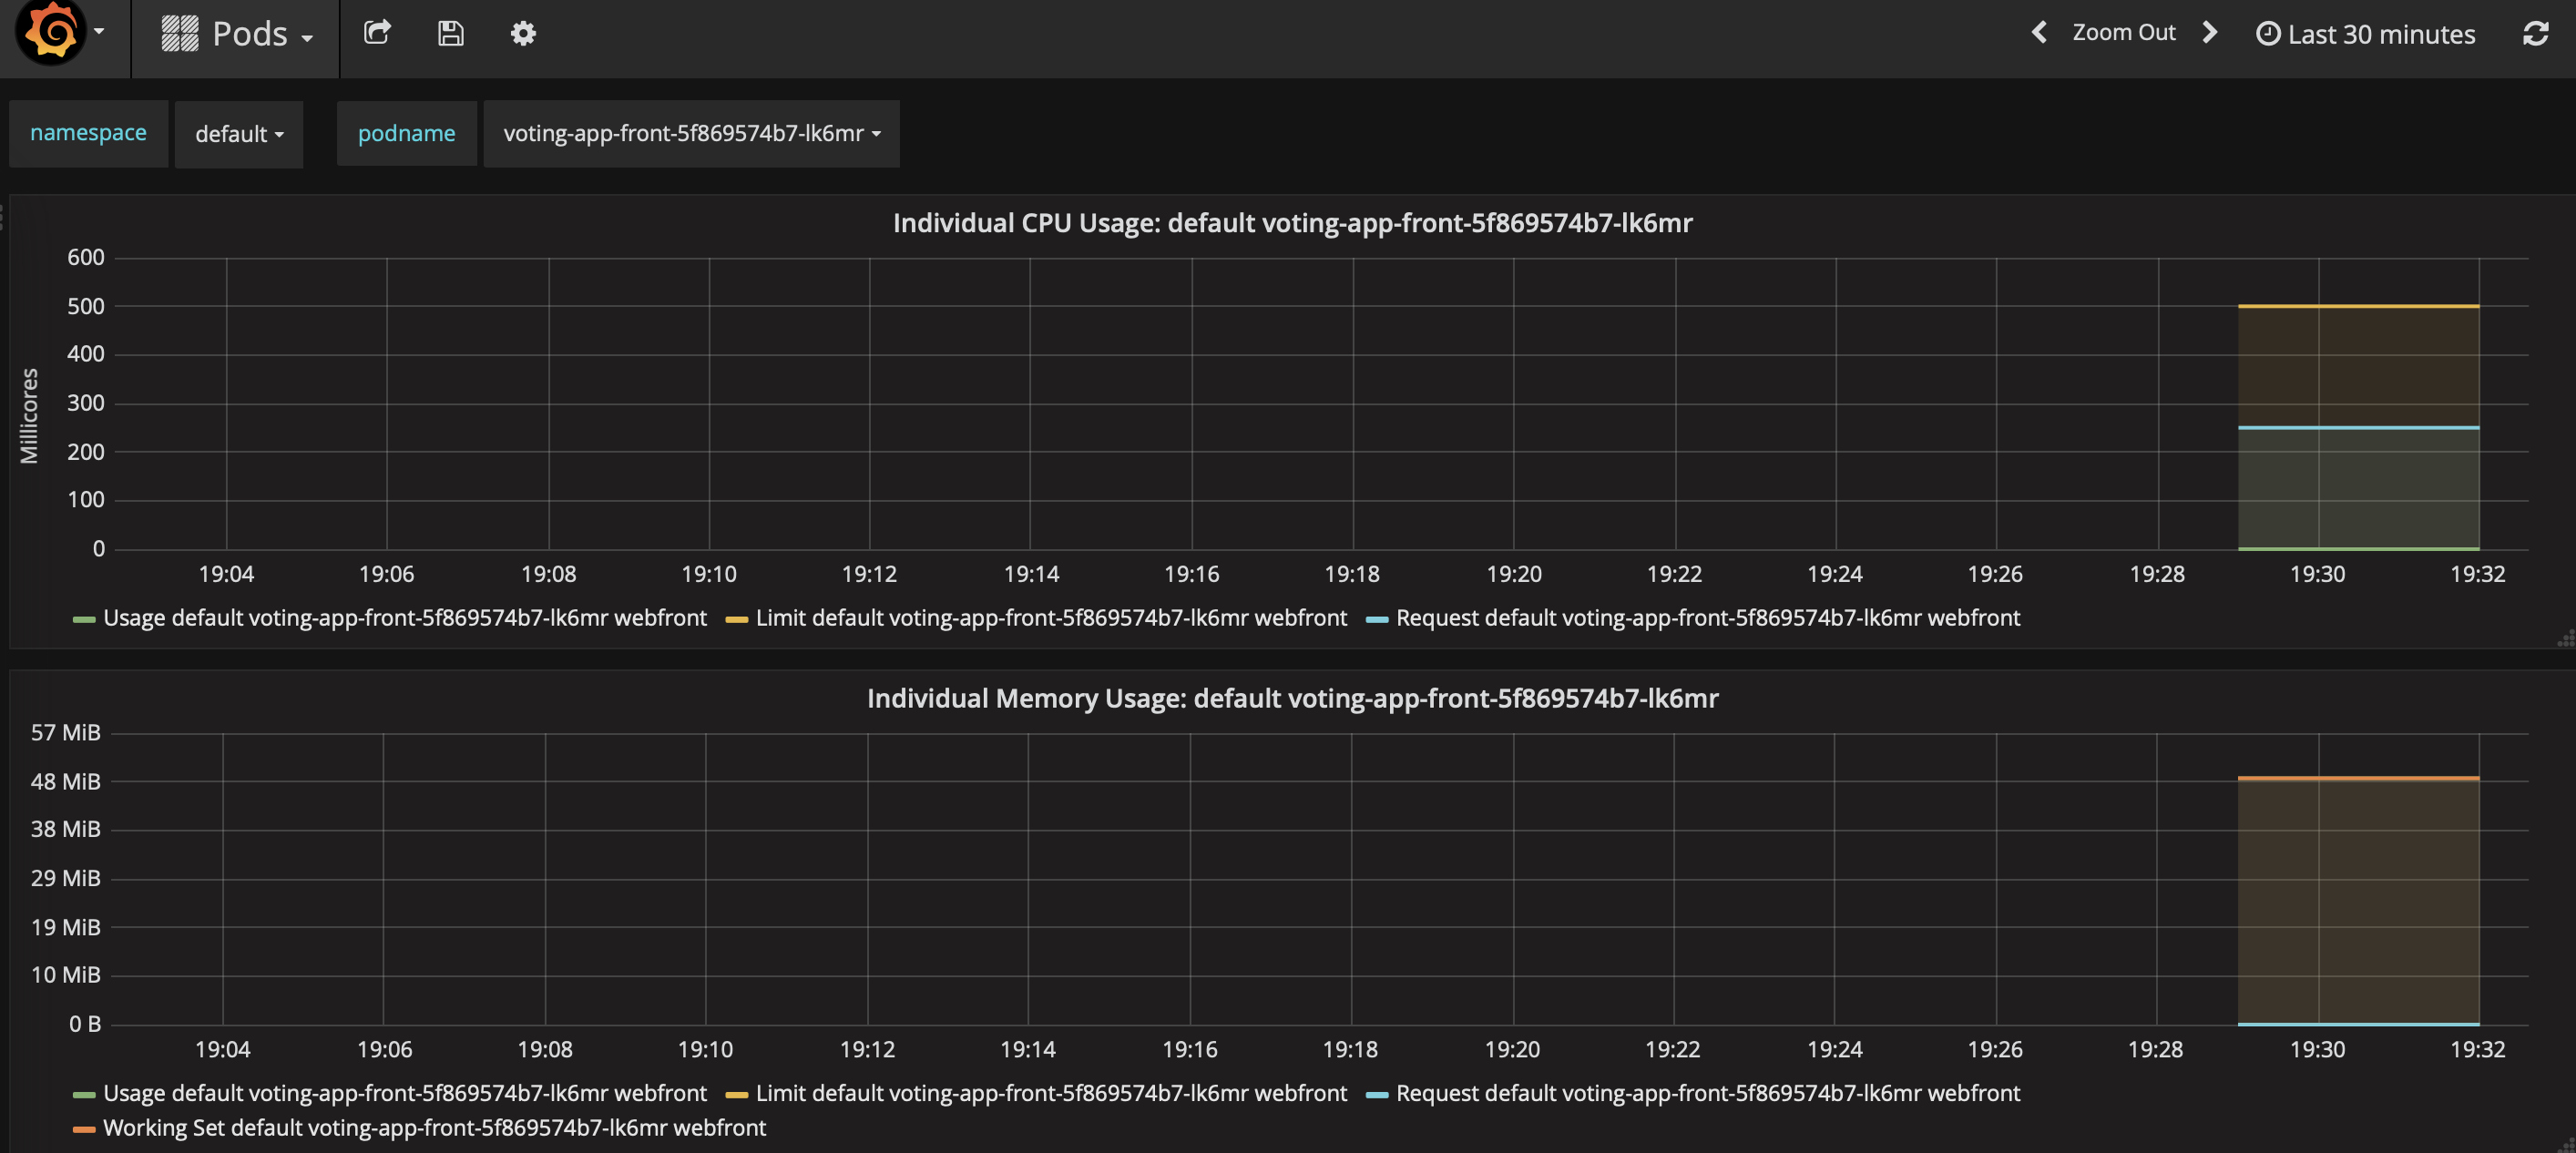 Pods
Zoom Out
Last 30 minutes
namespace
default
podname
voting-app-front-5f869574b7-lk6mr
Individual CPU Usage: default voting-app-front-5f869574b7-lk6mr
Millicores
600
500
400
300
200
100
0
19:04 19:06 19:08 19:10 19:12 19:14 19:16 19:18 19:20 19:22 19:24 19:26 19:28 19:30 19:32
Usage default voting-app-front-5f869574b7-lk6mr webfront Limit default voting-app-front-5f869574b7-lk6mr webfront Request default voting-app-front-5f869574b7-lk6mr webfront
Individual Memory Usage: default voting-app-front-5f869574b7-lk6mr
57 MiB
48 MiB
38 MiB
29 MiB
19 MiB
10 MiB
0 B
19:04 19:06 19:08 19:10 19:12 19:14 19:16 19:18 19:20 19:22 19:24 19:26 19:28 19:30 19:32
Usage default voting-app-front-5f869574b7-lk6mr webfront Limit default voting-app-front-5f869574b7-lk6mr webfront Request default voting-app-front-5f869574b7-lk6mr webfront
Working Set default voting-app-front-5f869574b7-lk6mr webfront